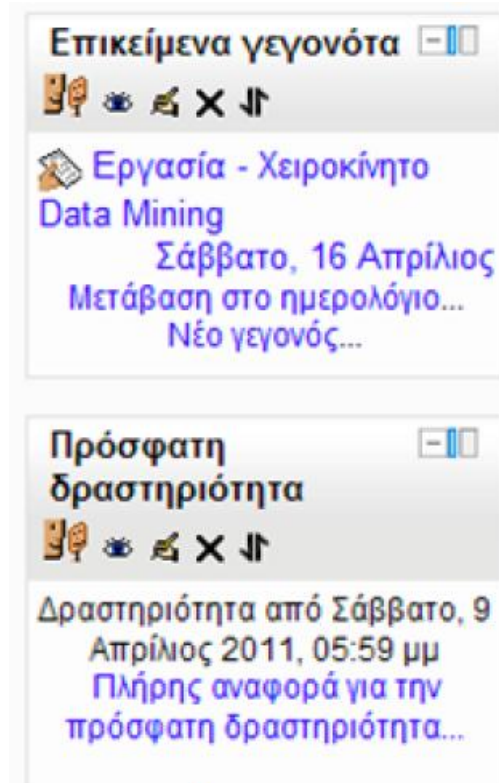 Επικείμενα γεγονότα
Εργασία - Χειροκίνητο
Data Mining
Σάββατο, 16 Απρίλιος
Μετάβαση στο ημερολόγιο...
Νέο γεγονός...
Πρόσφατη
δραστηριότητα
Δραστηριότητα από Σάββατο, 9
Απρίλιος 2011, 05:59 μμ
Πλήρης αναφορά για την
πρόσφατη δραστηριότητα...